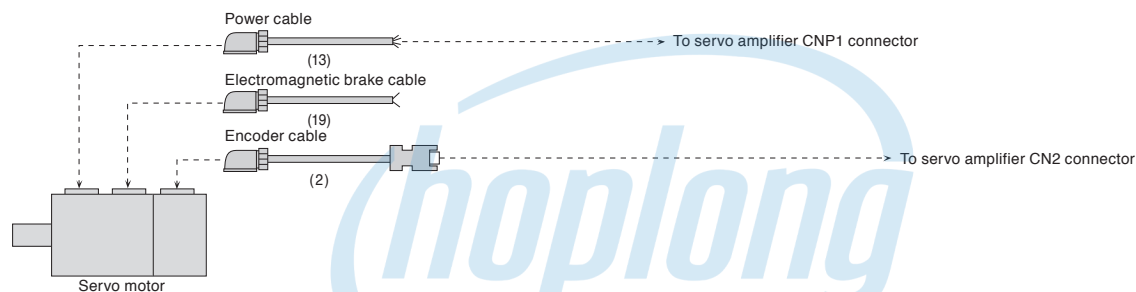 Power cable
To servo amplifier CNP1 connector
(13)
Electromagnetic brake cable
(19)
Encoder cable
To servo amplifier CN2 connector
(2)
hoplong
Servo motor